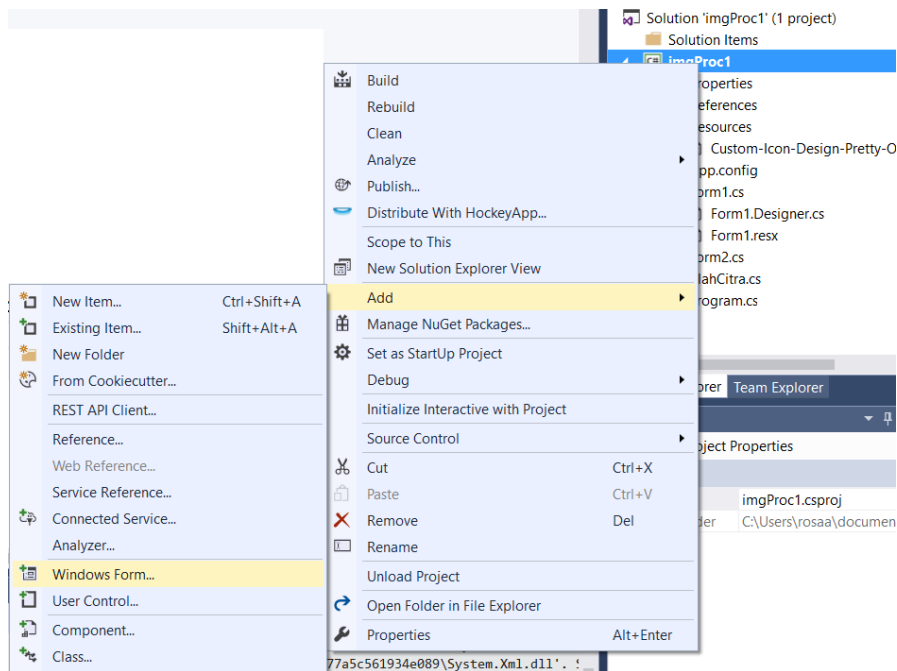 Solution 'imgProc1' (1 project)
Solution Items
C# imgProc1
roperties
eferences
esources
Custom-Icon-Design-Pretty-O
pp.config
orm1.cs
Form1.Designer.cs
Form1.resx
orm2.cs
lahCitra.cs
rogram.cs
orer Team Explorer
oject Properties
imgProc1.csproj
der C:\Users\rosaa\documen
Build
Rebuild
Clean
Analyze
Publish...
Distribute With HockeyApp...
Scope to This
New Solution Explorer View
Add
Manage NuGet Packages...
Set as StartUp Project
Debug
Initialize Interactive with Project
Source Control
Cut Ctrl+X
Paste Ctrl+V
Remove Del
Rename
Unload Project
Open Folder in File Explorer
Properties Alt+Enter
New Item... Ctrl+Shift+A
Existing Item... Shift+Alt+A
New Folder
From Cookiecutter...
REST API Client...
Reference...
Web Reference...
Service Reference...
Connected Service...
Analyzer...
Windows Form...
User Control...
Component...
Class...
77a5c561934e089\System.Xml.dll'. S